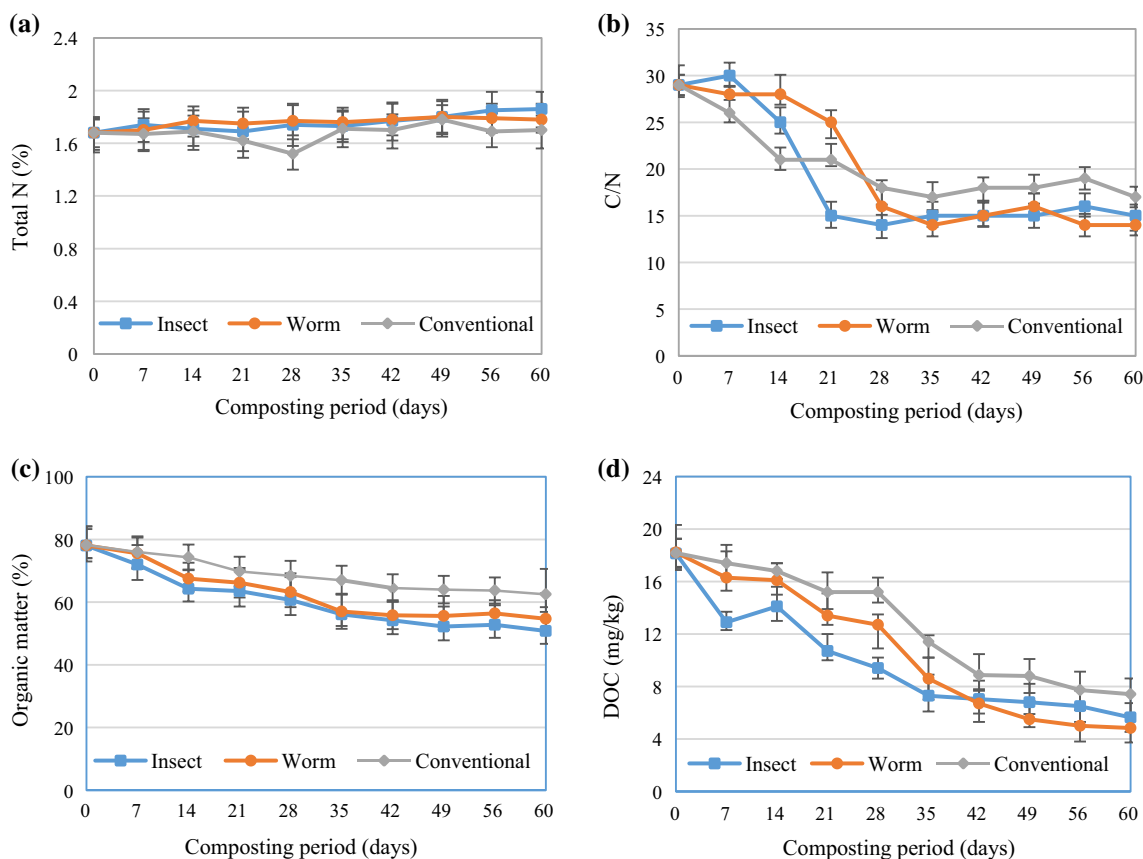 (a)
Total N (%)
2.4
2
1.6
1.2
0.8
0.4
0
Insect Worm Conventional
0 7 14 21 28 35 42 49 56 60
Composting period (days)
(b)
C/N
35
30
25
20
15
10
5
0
Insect Worm Conventional
0 7 14 21 28 35 42 49 56 60
Composting period (days)
(c)
Organic matter (%)
100
80
60
40
20
0
Insect Worm Conventional
0 7 14 21 28 35 42 49 56 60
Composting period (days)
(d)
DOC (mg/kg)
24
20
16
12
8
4
0
Insect Worm Conventional
0 7 14 21 28 35 42 49 56 60
Composting period (days)